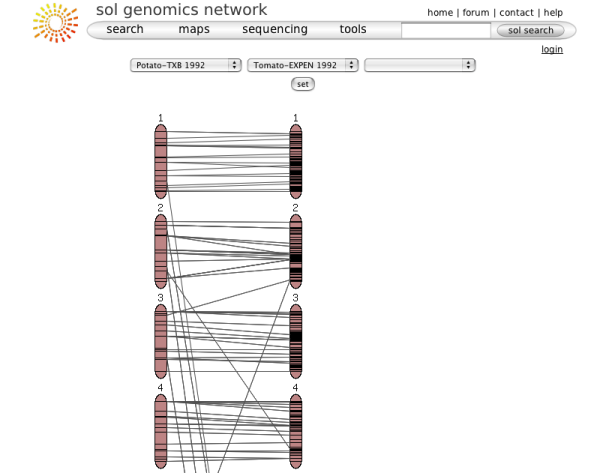 sol genomics network
home | forum | contact | help
search maps sequencing tools sol search
login
Potato-TXB 1992 Tomato-EXPEN 1992
set
1 1
2 2
3 3
4 4